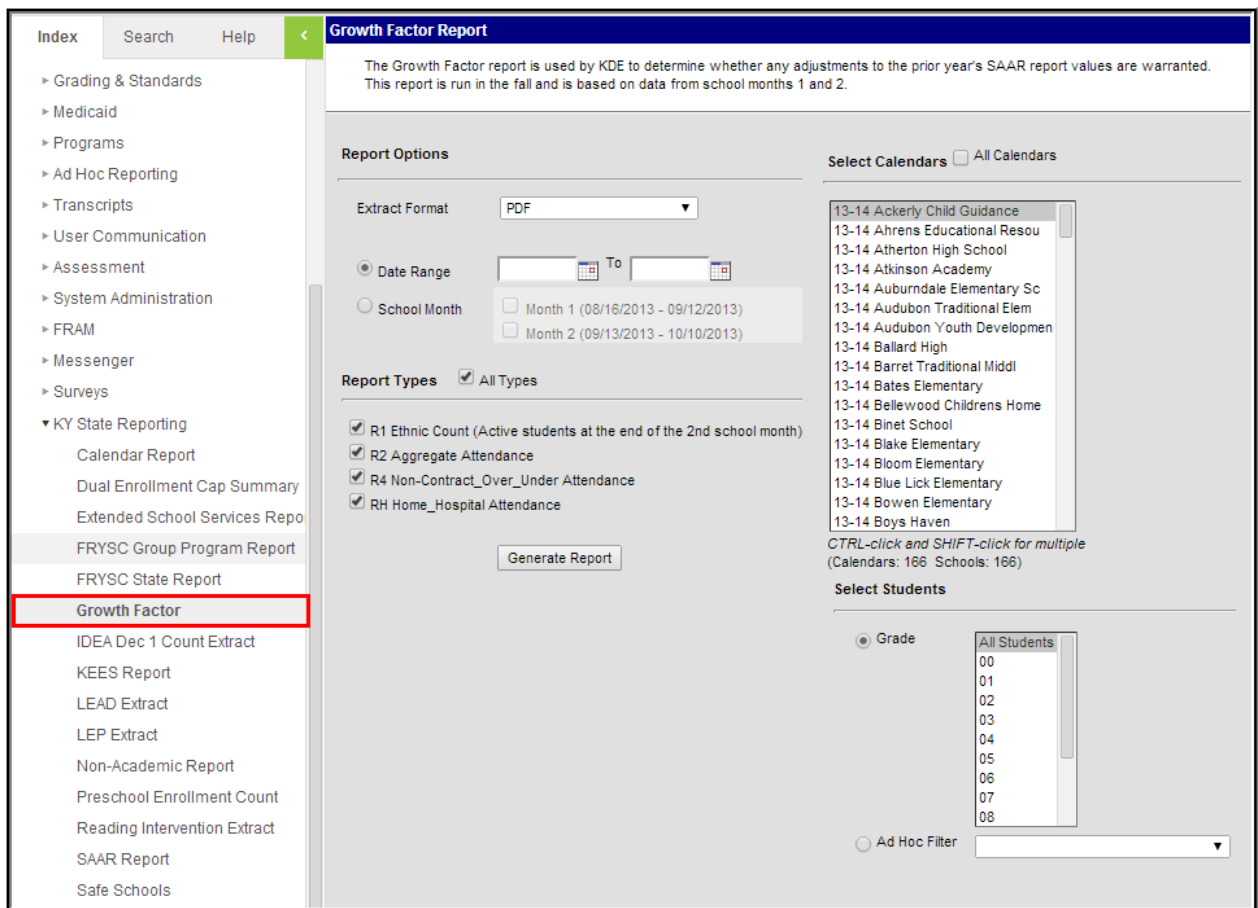 Index Search Help
Grading & Standards
Medicaid
Programs
Ad Hoc Reporting
Transcripts
User Communication
Assessment
System Administration
FRAM
Messenger
Surveys
KY State Reporting
Calendar Report
Dual Enrollment Cap Summary
Extended School Services Repo
FRYSC Group Program Report
FRYSC State Report
Growth Factor
IDEA Dec 1 Count Extract
KEES Report
LEAD Extract
LEP Extract
Non-Academic Report
Preschool Enrollment Count
Reading Intervention Extract
SAAR Report
Safe Schools
Growth Factor Report
The Growth Factor report is used by KDE to determine whether any adjustments to the prior year's SAAR report values are warranted.
This report is run in the fall and is based on data from school months 1 and 2.
Report Options
Extract Format PDF
Date Range To
School Month Month 1 (08/16/2013 - 09/12/2013)
Month 2 (09/13/2013 - 10/10/2013)
Report Types All Types
R1 Ethnic Count (Active students at the end of the 2nd school month)
R2 Aggregate Attendance
R4 Non-Contract_Over_Under Attendance
RH Home_Hospital Attendance
Generate Report
Select Calendars All Calendars
13-14 Ackerly Child Guidance
13-14 Ahrens Educational Resou
13-14 Atherton High School
13-14 Atkinson Academy
13-14 Auburndale Elementary Sc
13-14 Audubon Traditional Elem
13-14 Audubon Youth Developmen
13-14 Ballard High
13-14 Barret Traditional Middl
13-14 Bates Elementary
13-14 Bellewood Childrens Home
13-14 Binet School
13-14 Blake Elementary
13-14 Bloom Elementary
13-14 Blue Lick Elementary
13-14 Bowen Elementary
13-14 Boys Haven
CTRL-click and SHIFT-click for multiple
(Calendars: 166 Schools: 166)
Select Students
Grade
All Students
00
01
02
03
04
05
06
07
08
Ad Hoc Filter